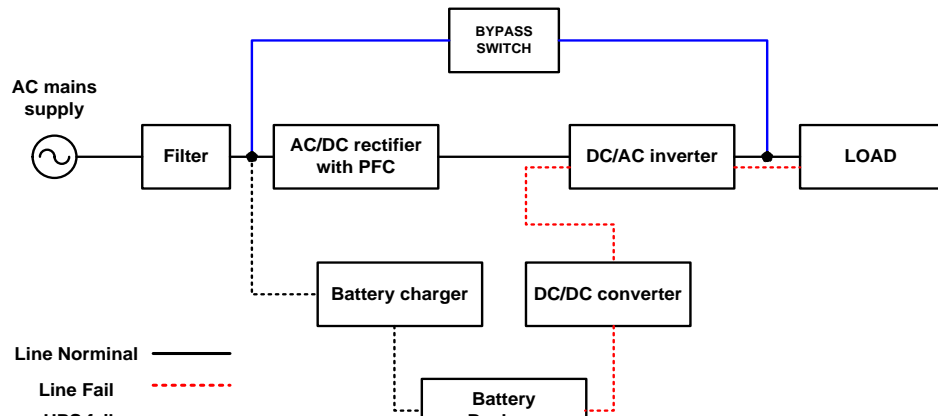 BYPASS
SWITCH
AC mains
supply
Filter
AC/DC rectifier
with PFC
DC/AC inverter
LOAD
Battery charger
DC/DC converter
Line Norminal
Line Fail
Battery